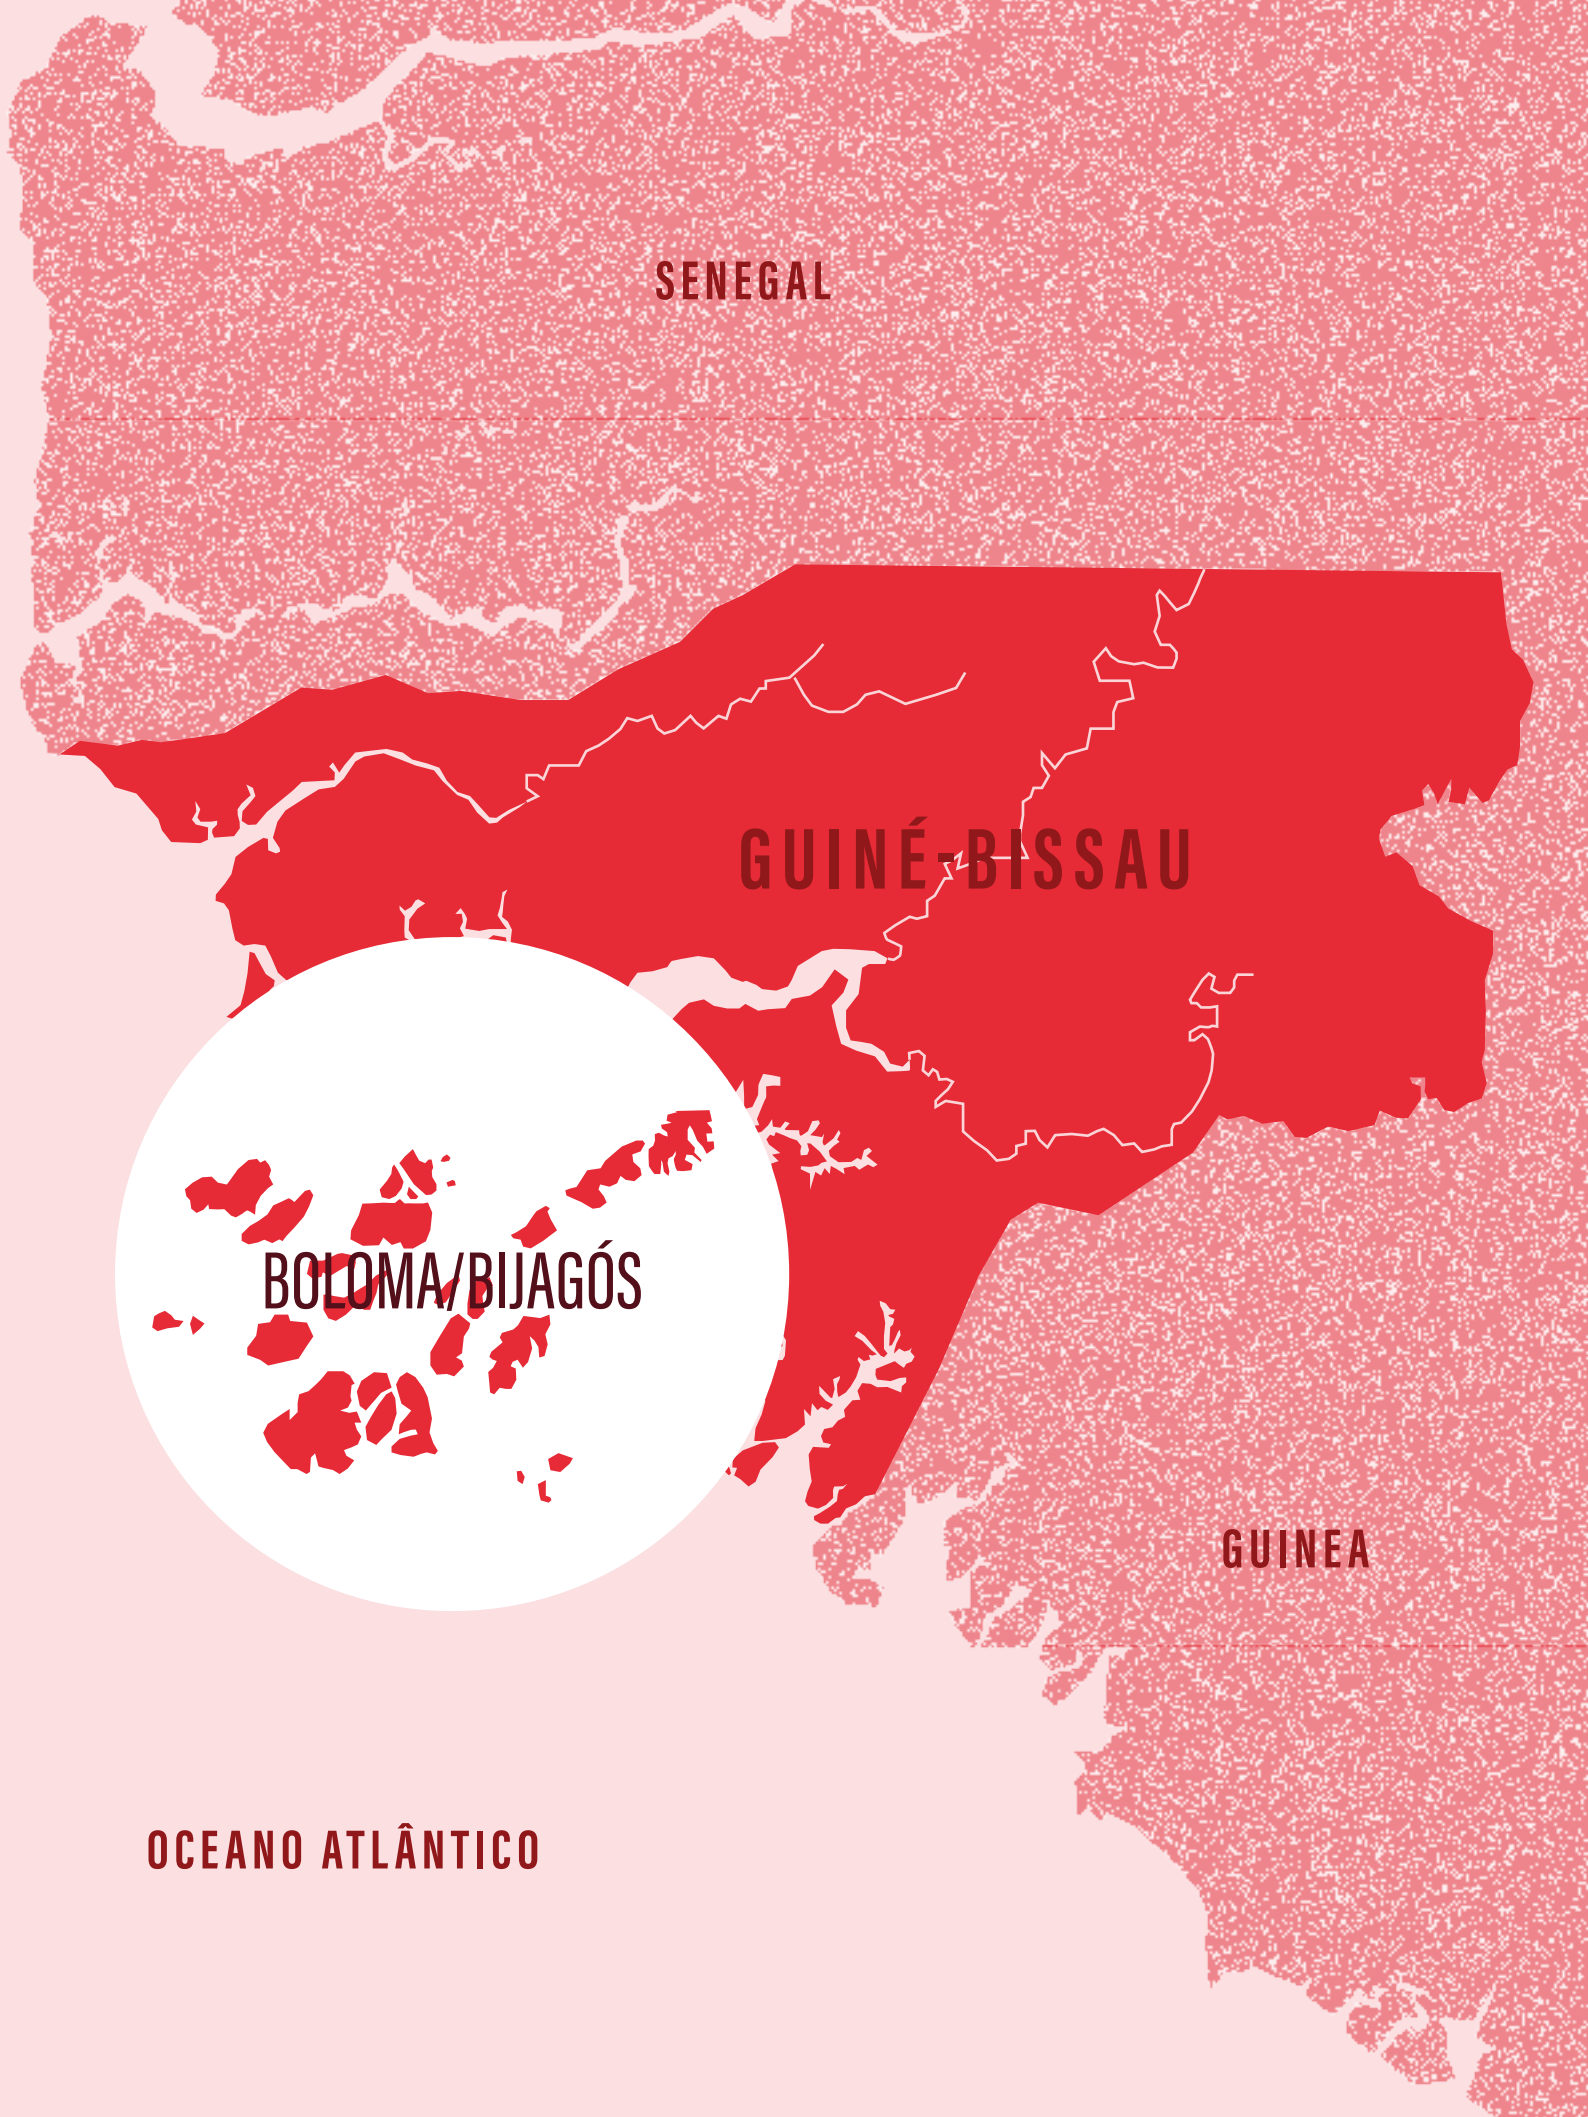 SENEGAL
GUINÉ-BISSAU
BOLOMA/BIJAGÓS
GUINEA
OCEANO ATLÂNTICO